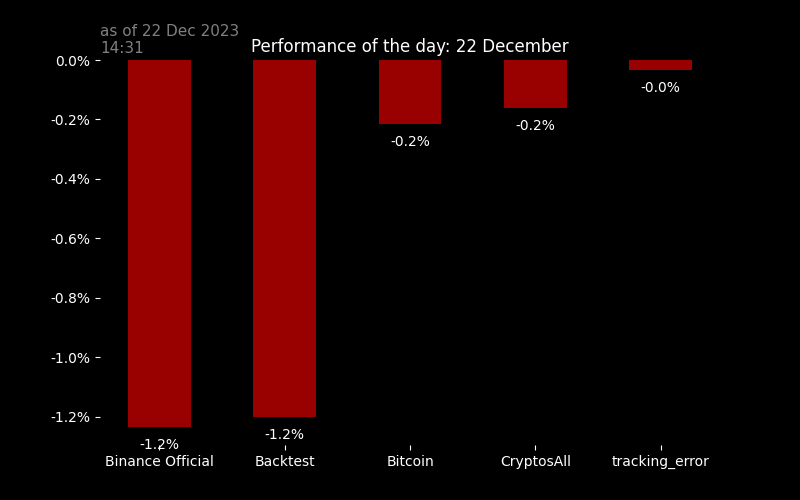 as of 22 Dec 2023
14:31
Performance of the day: 22 December
0.0%
-0.2%
-0.4%
-0.6%
-0.8%
-1.0%
-1.2%
-1.2%
-1.2%
-0.2%
-0.2%
-0.0%
Binance Official
Backtest
Bitcoin
CryptosAll
tracking_error